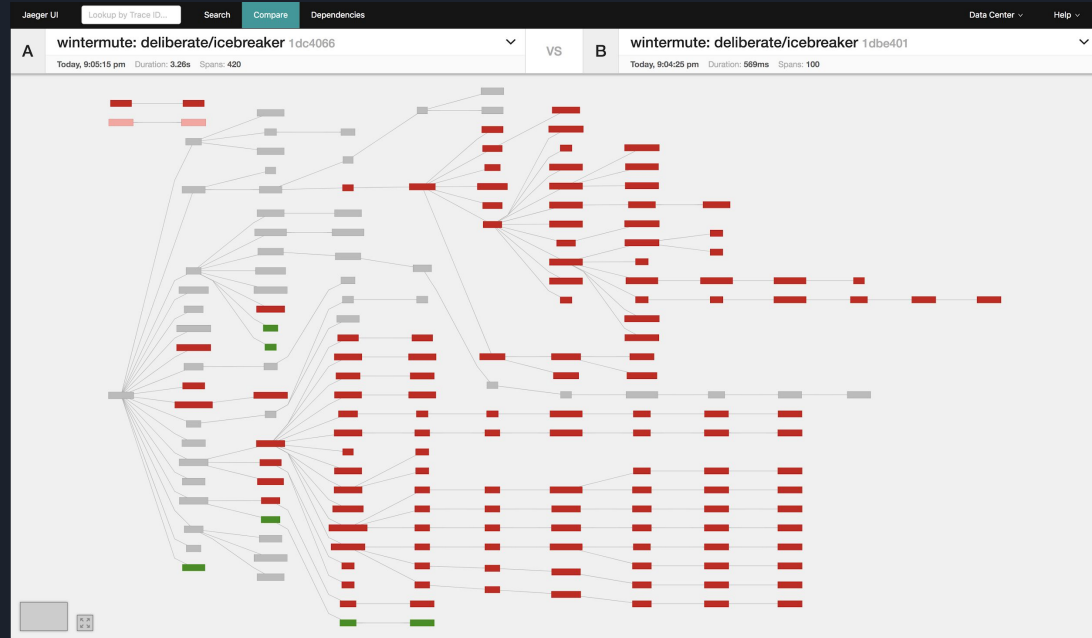 Jaeger UI Lookup by Trace ID... Search Compare Dependencies Data Center Help
A wintermute: deliberate/icebreaker 1dc4066 VS B wintermute: deliberate/icebreaker 1dbe401
Today, 9:05:15 pm Duration: 3.26s Spans: 420 Today, 9:04:25 pm Duration: 569ms Spans: 100